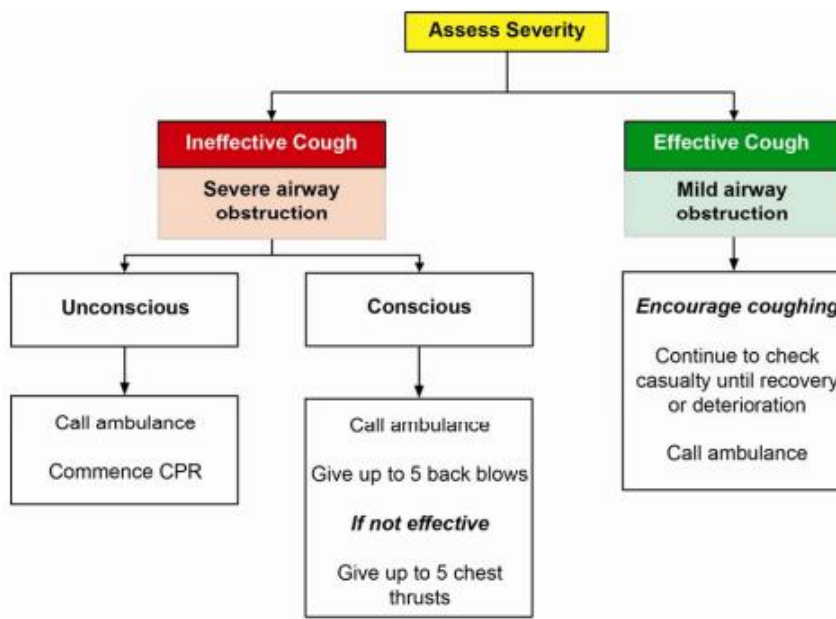 Assess Severity
Ineffective Cough
Severe airway
obstruction
Effective Cough
Mild airway
obstruction
Unconscious
Conscious
Call ambulance
Commence CPR
Call ambulance
Give up to 5 back blows
If not effective
Give up to 5 chest
thrusts
Encourage coughing
Continue to check
casualty until recovery
or deterioration
Call ambulance